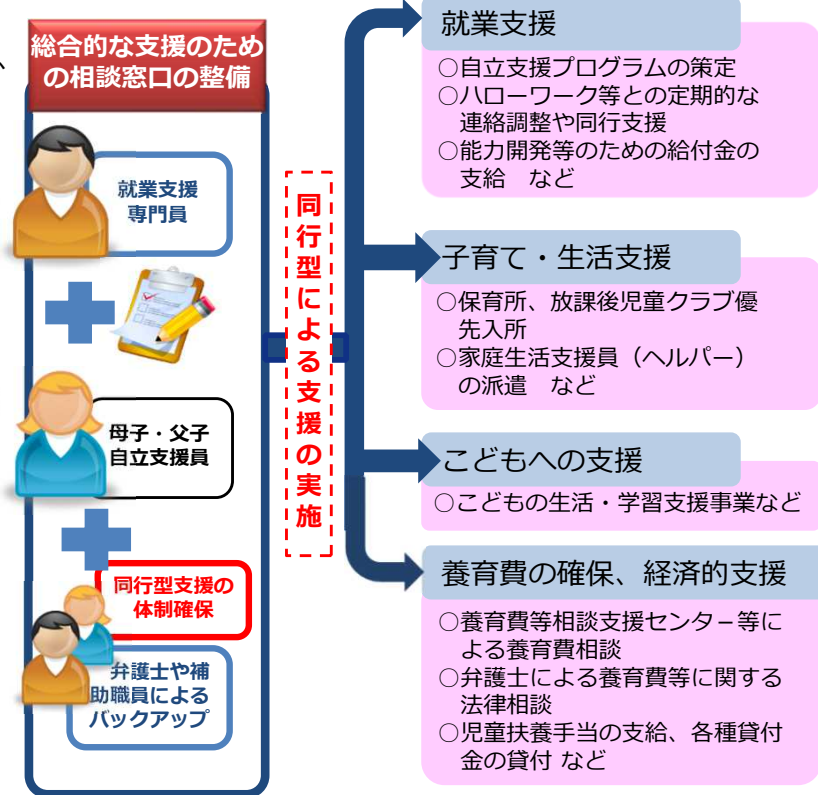 総合的な支援のため
の相談窓口の整備
、
就業支援
専門員
母子・父子
自立支援員
同行型支援の
体制確保
弁護士や補
助職員による
バックアップ
同行型による支援の実施
就業支援
○自立支援プログラムの策定
○ハローワーク等との定期的な
連絡調整や同行支援
○能力開発等のための給付金の
支給　など
子育て・生活支援
○保育所、放課後児童クラブ優
先入所
○家庭生活支援員（ヘルパー）
の派遣　など
こどもへの支援
○こどもの生活・学習支援事業など
養育費の確保、経済的支援
○養育費等相談支援センター等に
よる養育費相談
○弁護士による養育費等に関する
法律相談
○児童扶養手当の支給、各種貸付
金の貸付 など